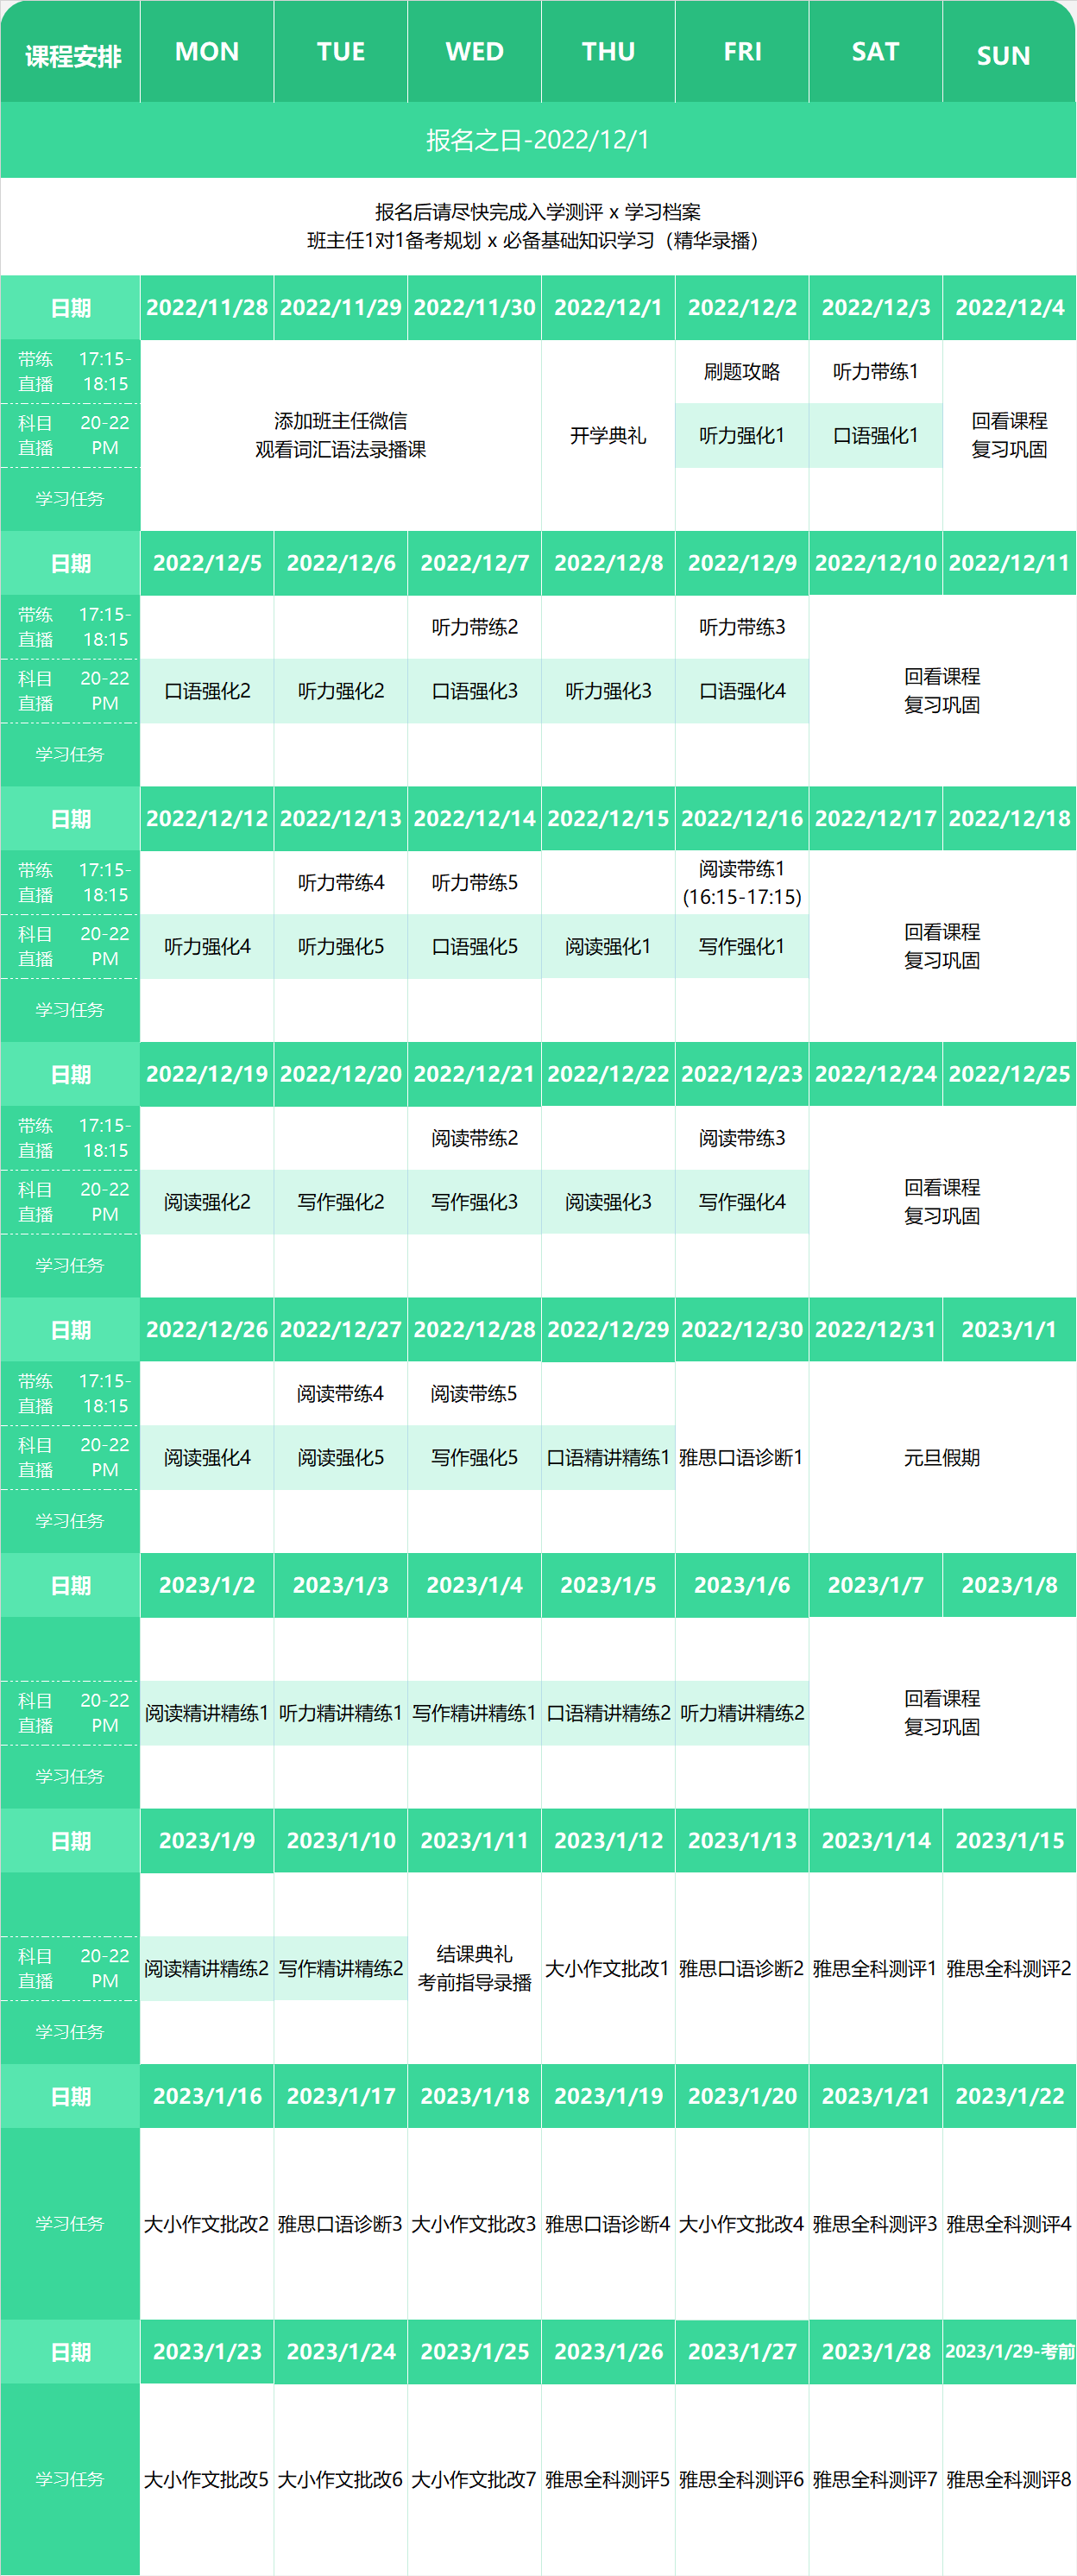 课程安排 MON TUE WED THU FRI SAT SUN
报名之日-2022/12/1
报名后请尽快完成入学测评 x 学习档案
班主任1对1备考规划 x 必备基础知识学习（精华录播）
日期 2022/11/28 2022/11/29 2022/11/30 2022/12/1 2022/12/2 2022/12/3 2022/12/4
带练 17:15-
直播 18:15
刷题攻略 听力带练1
科目 20-22
直播 PM
添加班主任微信
观看词汇语法录播课
开学典礼
听力强化1 口语强化1
回看课程
复习巩固
学习任务
日期 2022/12/5 2022/12/6 2022/12/7 2022/12/8 2022/12/9 2022/12/10 2022/12/11
带练 17:15-
直播 18:15
听力带练2 听力带练3
科目 20-22
直播 PM
口语强化2 听力强化2 口语强化3 听力强化3 口语强化4
回看课程
复习巩固
学习任务
日期 2022/12/12 2022/12/13 2022/12/14 2022/12/15 2022/12/16 2022/12/17 2022/12/18
带练 17:15-
直播 18:15
听力带练4 听力带练5 阅读带练1
(16:15-17:15)
科目 20-22
直播 PM
听力强化4 听力强化5 口语强化5 阅读强化1 写作强化1
回看课程
复习巩固
学习任务
日期 2022/12/19 2022/12/20 2022/12/21 2022/12/22 2022/12/23 2022/12/24 2022/12/25
带练 17:15-
直播 18:15
阅读带练2 阅读带练3
科目 20-22
直播 PM
阅读强化2 写作强化2 写作强化3 阅读强化3 写作强化4
回看课程
复习巩固
学习任务
日期 2022/12/26 2022/12/27 2022/12/28 2022/12/29 2022/12/30 2022/12/31 2023/1/1
带练 17:15-
直播 18:15
阅读带练4 阅读带练5
科目 20-22
直播 PM
阅读强化4 阅读强化5 写作强化5 口语精讲精练1 雅思口语诊断1 元旦假期
学习任务
日期 2023/1/2 2023/1/3 2023/1/4 2023/1/5 2023/1/6 2023/1/7 2023/1/8
科目 20-22
直播 PM
阅读精讲精练1 听力精讲精练1 写作精讲精练1 口语精讲精练2 听力精讲精练2
回看课程
复习巩固
学习任务
日期 2023/1/9 2023/1/10 2023/1/11 2023/1/12 2023/1/13 2023/1/14 2023/1/15
科目 20-22
直播 PM
阅读精讲精练2 写作精讲精练2
结课典礼
考前指导录播
大小作文批改1 雅思口语诊断2 雅思全科测评1 雅思全科测评2
学习任务
日期 2023/1/16 2023/1/17 2023/1/18 2023/1/19 2023/1/20 2023/1/21 2023/1/22
学习任务 大小作文批改2 雅思口语诊断3 大小作文批改3 雅思口语诊断4 大小作文批改4 雅思全科测评3 雅思全科测评4
日期 2023/1/23 2023/1/24 2023/1/25 2023/1/26 2023/1/27 2023/1/28 2023/1/29-考前
学习任务 大小作文批改5 大小作文批改6 大小作文批改7 雅思全科测评5 雅思全科测评6 雅思全科测评7 雅思全科测评8